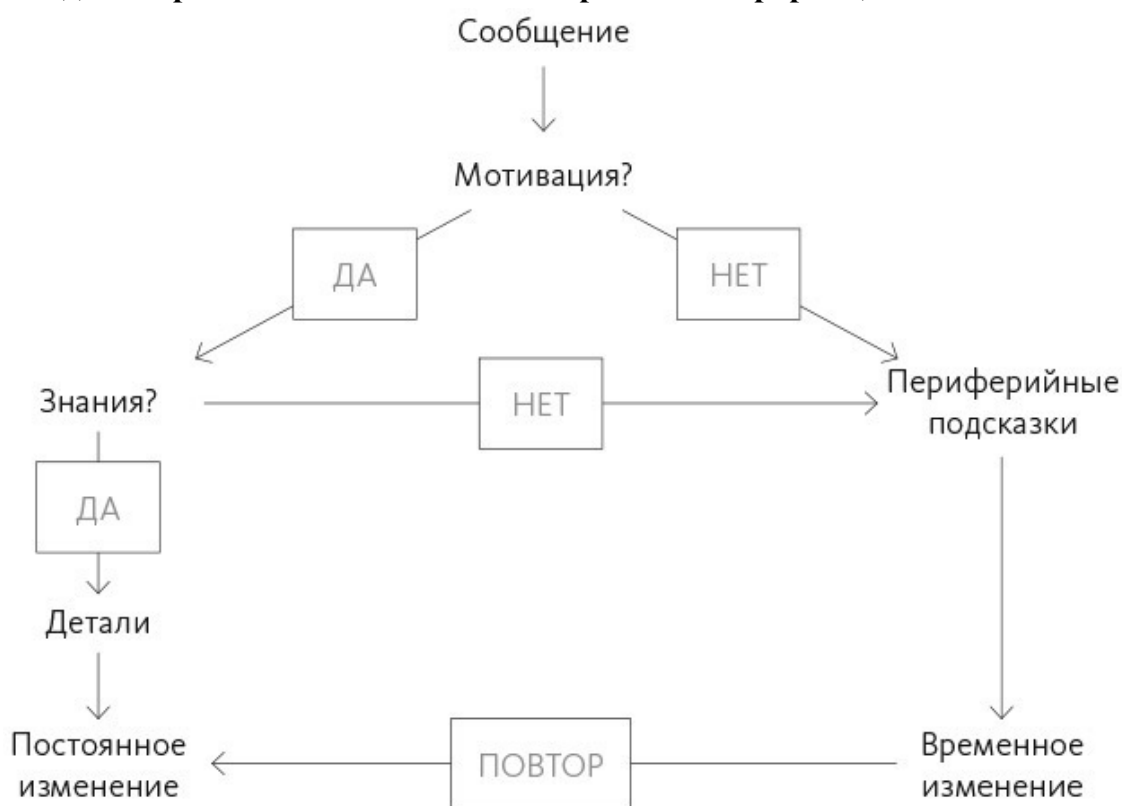 Сообщение
Мотивация?
ДА
НЕТ
Знания?
НЕТ
Периферийные
подсказки
ДА
Детали
Постоянное
изменение
ПОВТОР
Временное
изменение